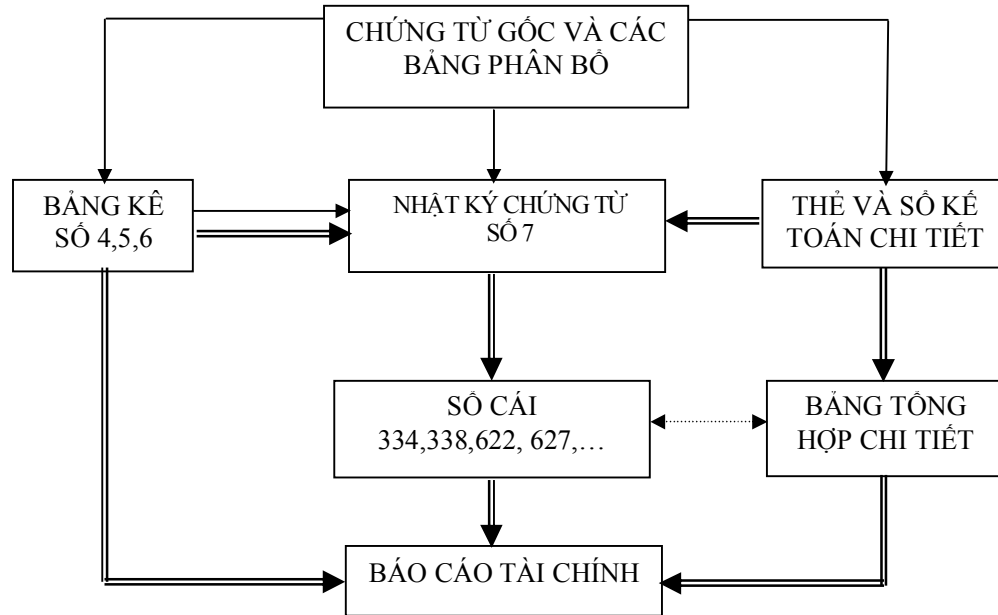 CHỨNG TỪ GỐC VÀ CÁC
BẢNG PHÂN BỔ
BẢNG KÊ
SỐ 4,5,6
NHẬT KÝ CHỨNG TỪ
SỐ 7
THẺ VÀ SỔ KẾ
TOÁN CHI TIẾT
SỔ CÁI
334,338,622, 627,…
BẢNG TỔNG
HỢP CHI TIẾT
BÁO CÁO TÀI CHÍNH